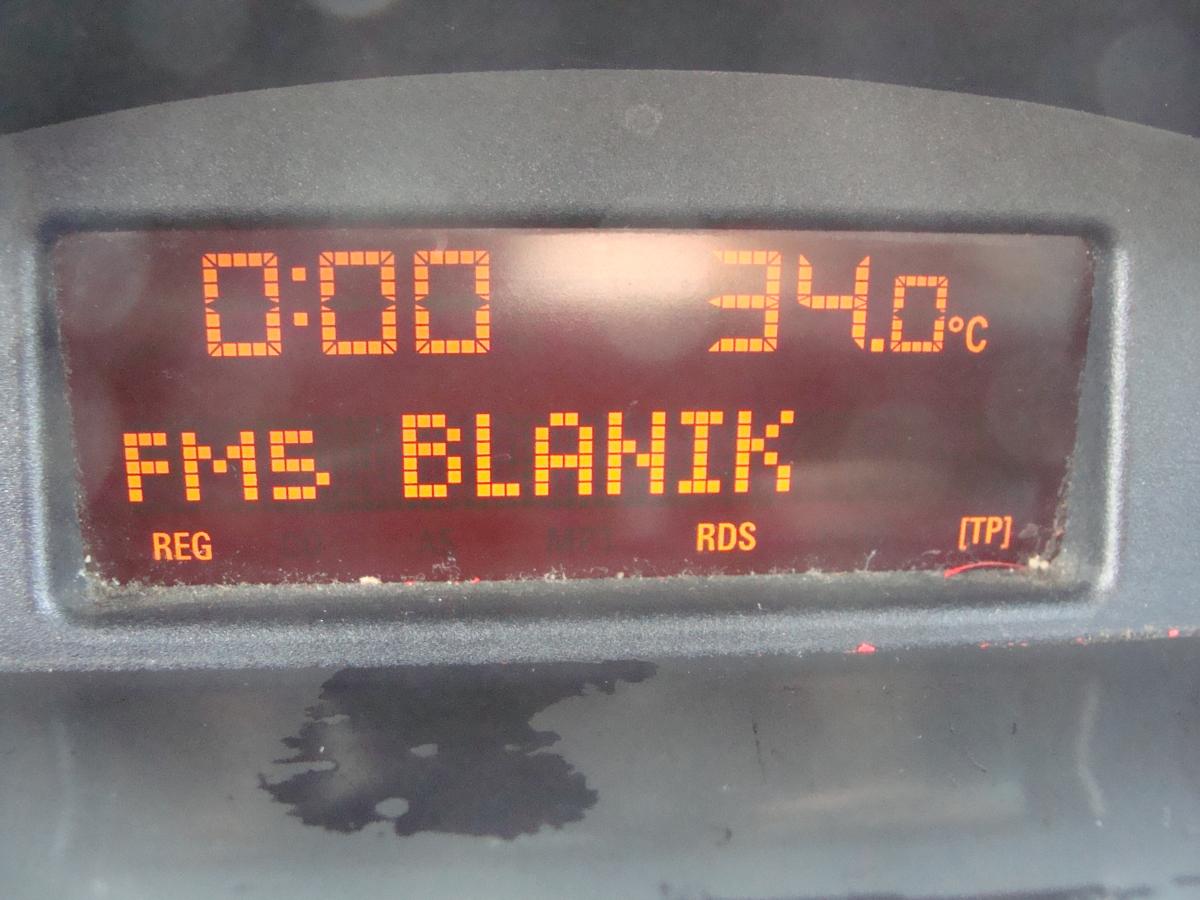 0:00 34.0°C
FM5 BLANIK
REG RDS [TP]